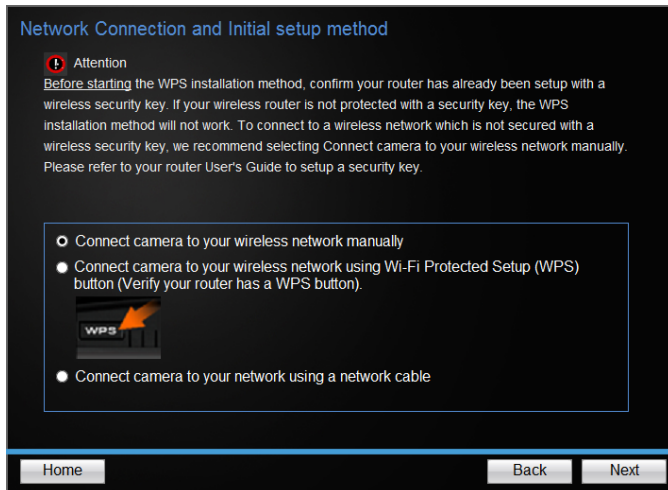 Network Connection and Initial setup method
Attention
Before starting the WPS installation method, confirm your router has already been setup with a
wireless security key. If your wireless router is not protected with a security key, the WPS
installation method will not work. To connect to a wireless network which is not secured with a
wireless security key, we recommend selecting Connect camera to your wireless network manually.
Please refer to your router User's Guide to setup a security key.
Connect camera to your wireless network manually
Connect camera to your wireless network using Wi-Fi Protected Setup (WPS)
button (Verify your router has a WPS button).
WPS
Connect camera to your network using a network cable
Home Back Next